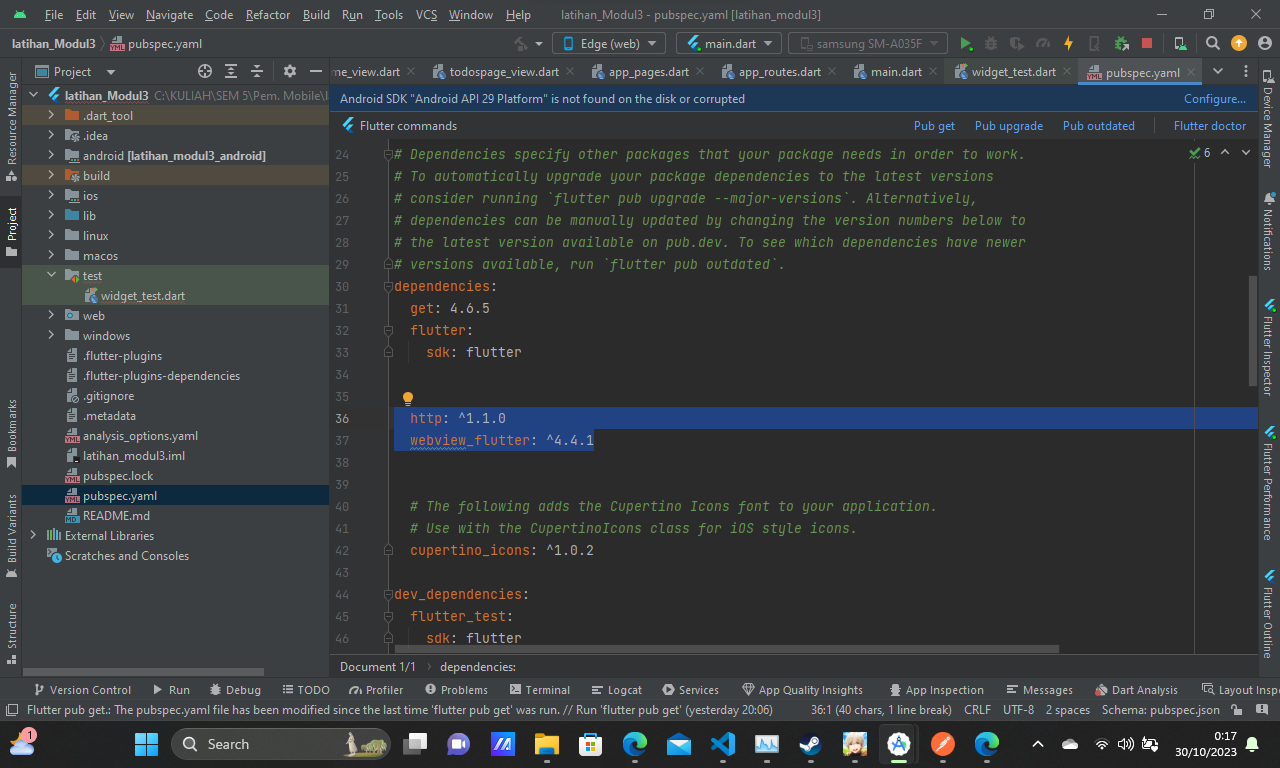 File Edit View Navigate Code Refactor Build Run Tools VCS Window Help latihan_Modul3 - pubspec.yaml [latihan_modul3]
latihan_Modul3 pubspec.yaml Edge (web) main.dart samsung SM-A035F
Project me_view.dart todospage_view.dart app_pages.dart app_routes.dart main.dart widget_test.dart pubspec.yaml
latihan_Modul3 C:\KULIAH\SEM 5\Pem. Mobile\l
Android SDK "Android API 29 Platform" is not found on the disk or corrupted Configure...
Flutter commands Pub get Pub upgrade Pub outdated Flutter doctor
.dart_tool
.idea
android [latihan_modul3_android]
build
ios
lib
linux
macos
test
widget_test.dart
web
windows
.flutter-plugins
.flutter-plugins-dependencies
.gitignore
.metadata
analysis_options.yaml
latihan_modul3.iml
pubspec.lock
pubspec.yaml
README.md
External Libraries
Scratches and Consoles
24 # Dependencies specify other packages that your package needs in order to work. 6
25 # To automatically upgrade your package dependencies to the latest versions
26 # consider running `flutter pub upgrade --major-versions`. Alternatively,
27 # dependencies can be manually updated by changing the version numbers below to
28 # the latest version available on pub.dev. To see which dependencies have newer
29 # versions available, run `flutter pub outdated`.
30 dependencies:
31 get: 4.6.5
32 flutter:
33 sdk: flutter
34
35
36 http: ^1.1.0
37 webview_flutter: ^4.4.1
38
39
40 # The following adds the Cupertino Icons font to your application.
41 # Use with the CupertinoIcons class for iOS style icons.
42 cupertino_icons: ^1.0.2
43
44 dev_dependencies:
45 flutter_test:
46 sdk: flutter
Document 1/1 dependencies:
Resource Manager
Project
Bookmarks
Build Variants
Structure
Device Manager
Notifications
Flutter Inspector
Flutter Performance
Flutter Outline
Version Control Run Debug TODO Profiler Problems Terminal Logcat Services App Quality Insights App Inspection Messages Dart Analysis Layout Inspe
Flutter pub get.: The pubspec.yaml file has been modified since the last time 'flutter pub get' was run. // Run 'flutter pub get' (yesterday 20:06) 36:1 (40 chars, 1 line break) CRLF UTF-8 2 spaces Schema: pubspec.json
1 Search 0:17
30/10/2023